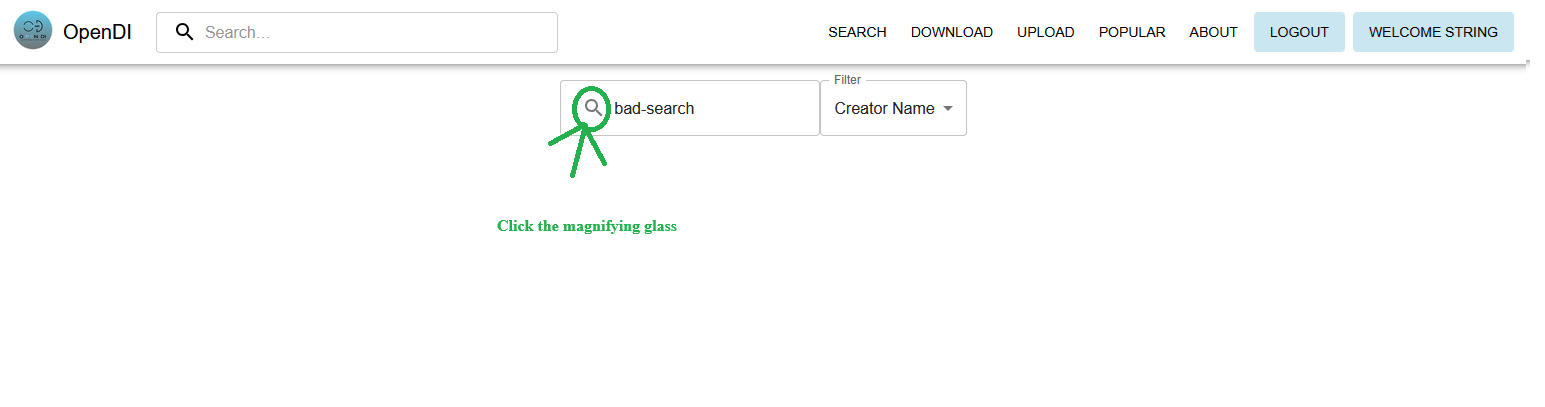 OpenDI
Search...
SEARCH DOWNLOAD UPLOAD POPULAR ABOUT LOGOUT WELCOME STRING
Filter
bad-search Creator Name
Click the magnifying glass